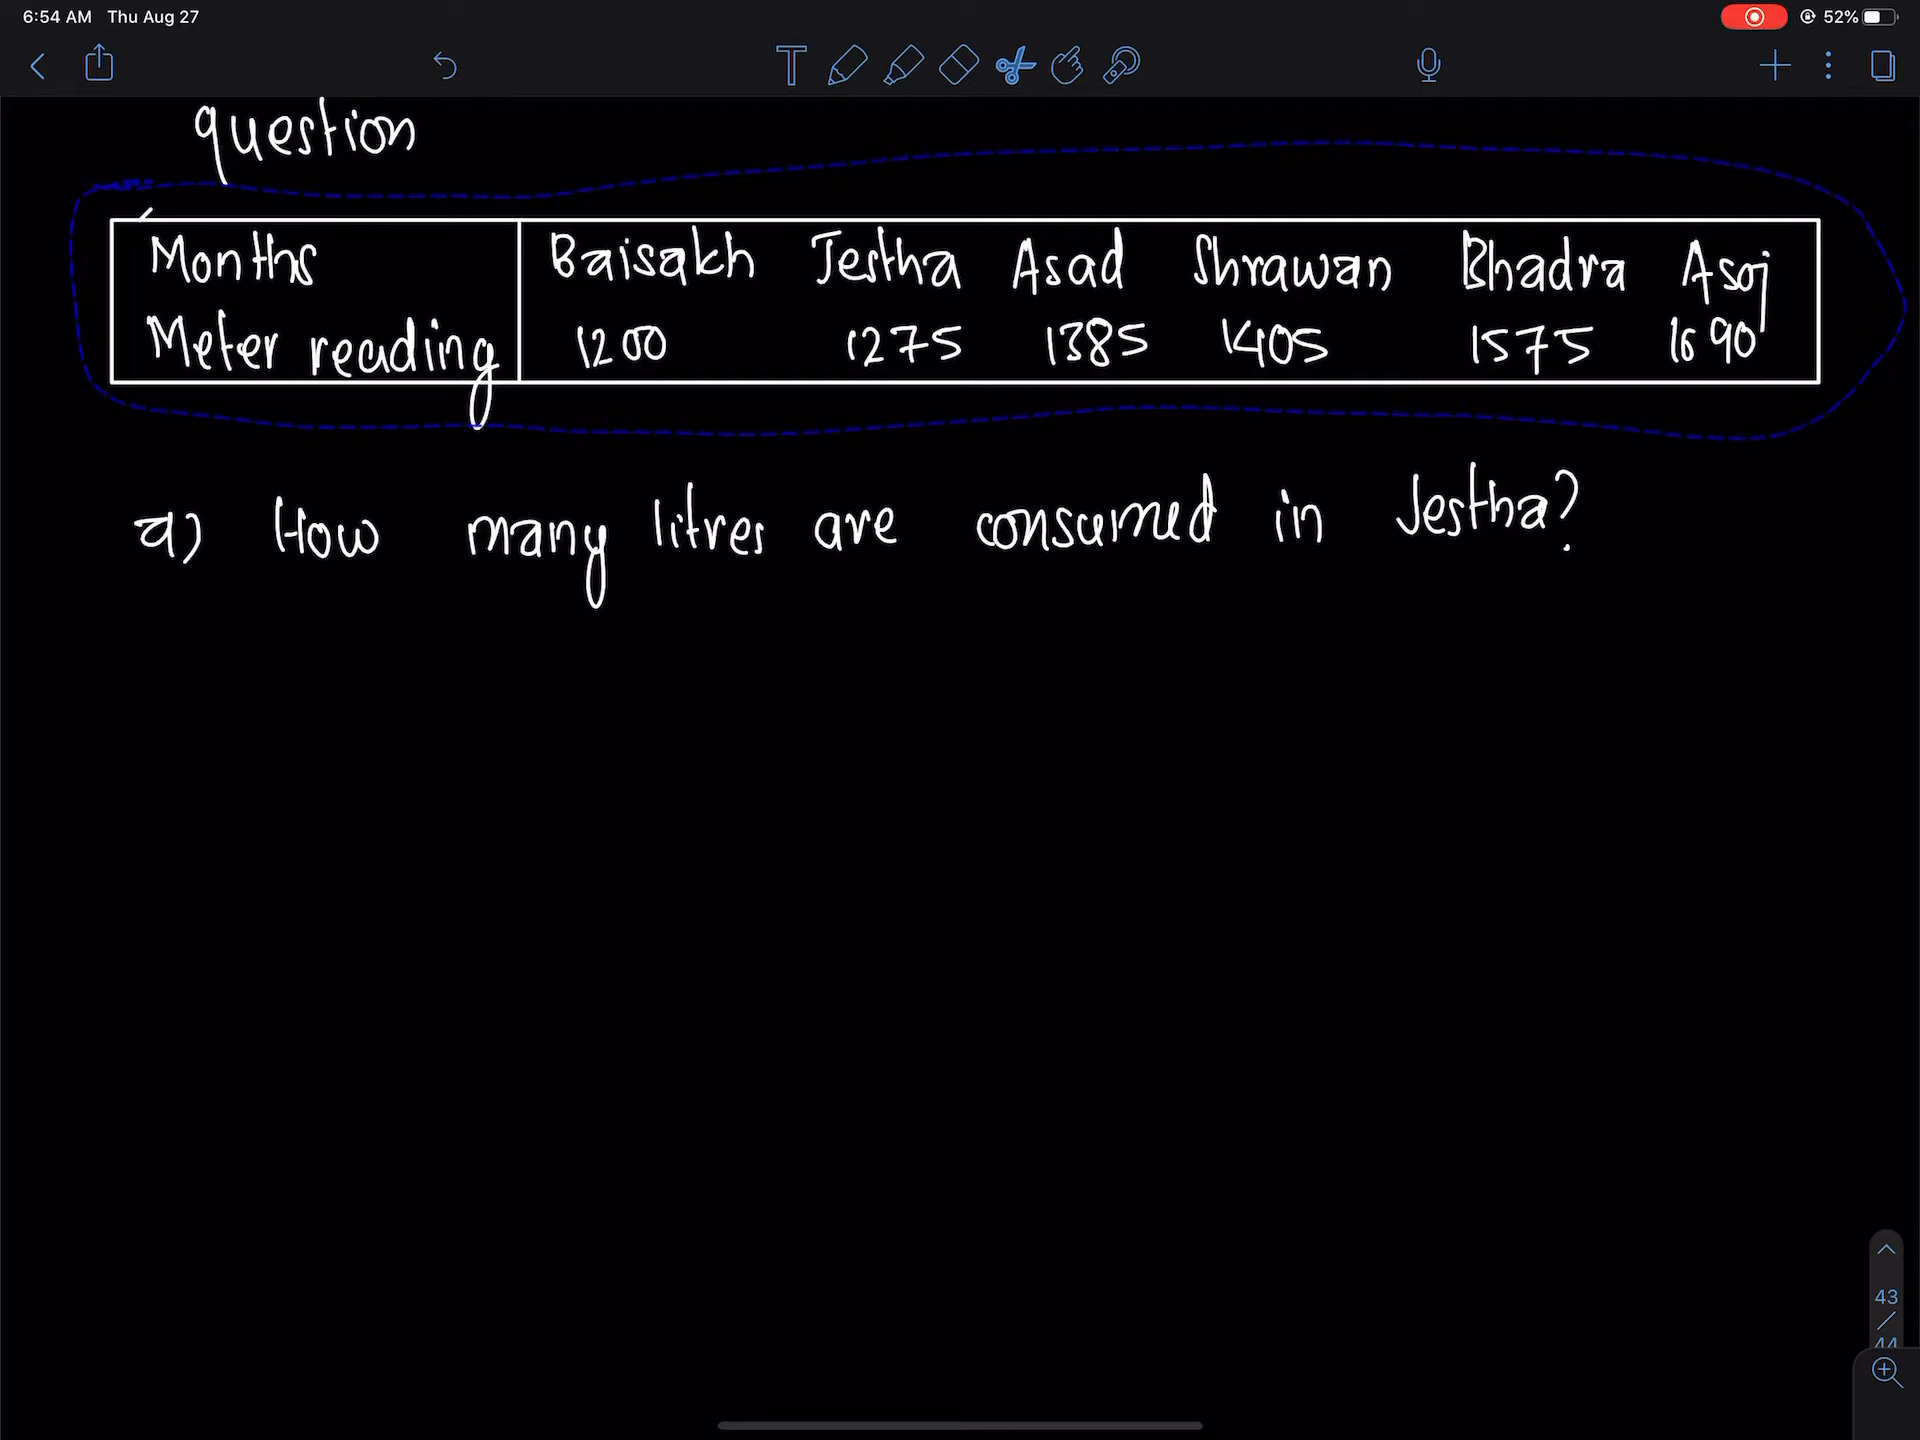 6:54 AM Thu Aug 27 52%
question
Months Baisakh Jestha Asad Shrawan Bhadra Asoj
Meter reading 1200 1275 1385 1405 1575 1690
a) How many litres are consumed in Jestha?
43
/
44